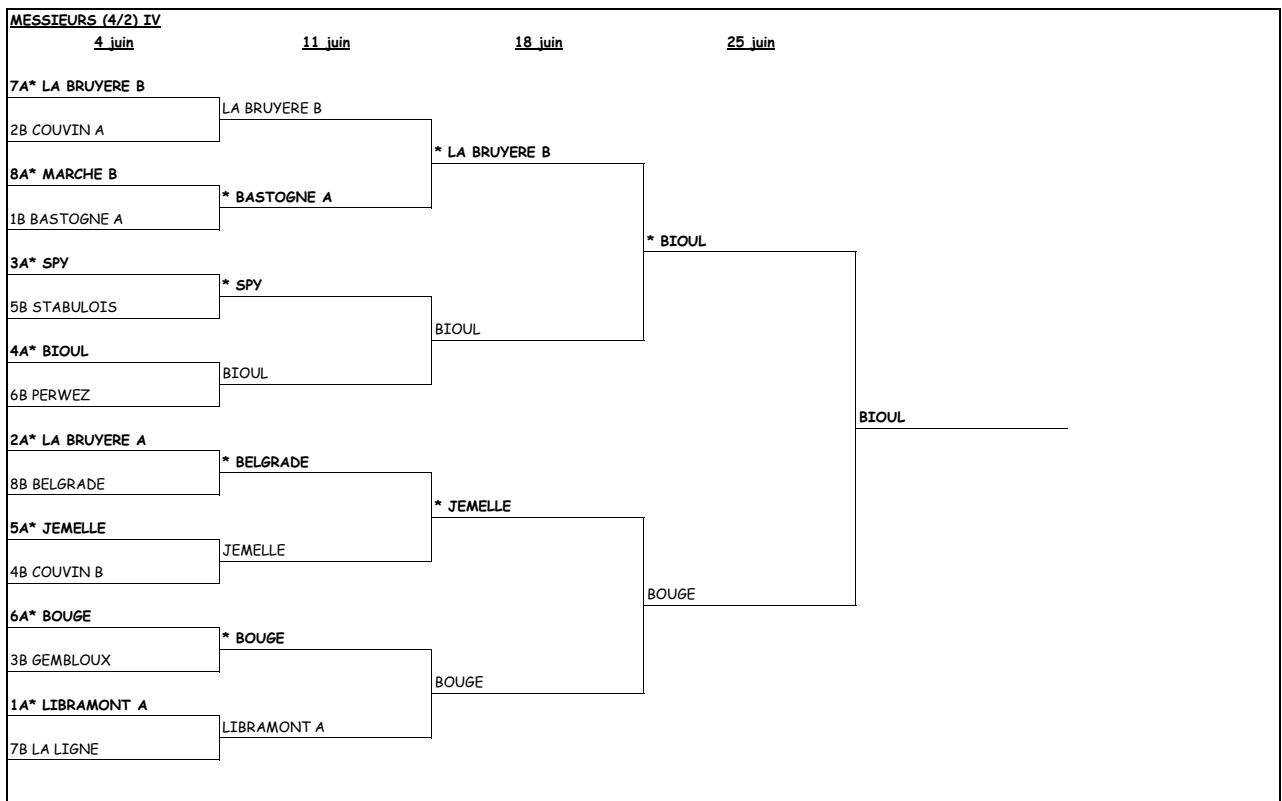 MESSIEURS (4/2) IV
4 juin 11 juin 18 juin 25 juin
7A* LA BRUYERE B
LA BRUYERE B
2B COUVIN A
* LA BRUYERE B
8A* MARCHE B
* BASTOGNE A
1B BASTOGNE A
* BIOUL
3A* SPY
* SPY
5B STABULOIS
BIOUL
4A* BIOUL
BIOUL
6B PERWEZ
BIOUL
2A* LA BRUYERE A
* BELGRADE
8B BELGRADE
* JEMELLE
5A* JEMELLE
JEMELLE
4B COUVIN B
BOUGE
6A* BOUGE
* BOUGE
3B GEMBLOUX
BOUGE
1A* LIBRAMONT A
LIBRAMONT A
7B LA LIGNE